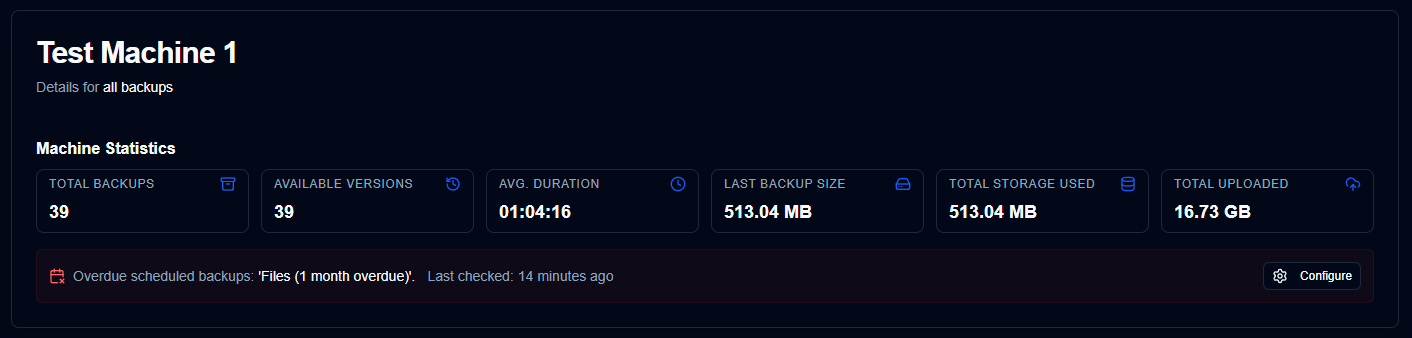 Test Machine 1
Details for all backups
Machine Statistics
TOTAL BACKUPS
39
AVAILABLE VERSIONS
39
AVG. DURATION
01:04:16
LAST BACKUP SIZE
513.04 MB
TOTAL STORAGE USED
513.04 MB
TOTAL UPLOADED
16.73 GB
Overdue scheduled backups: 'Files (1 month overdue)'. Last checked: 14 minutes ago
Configure